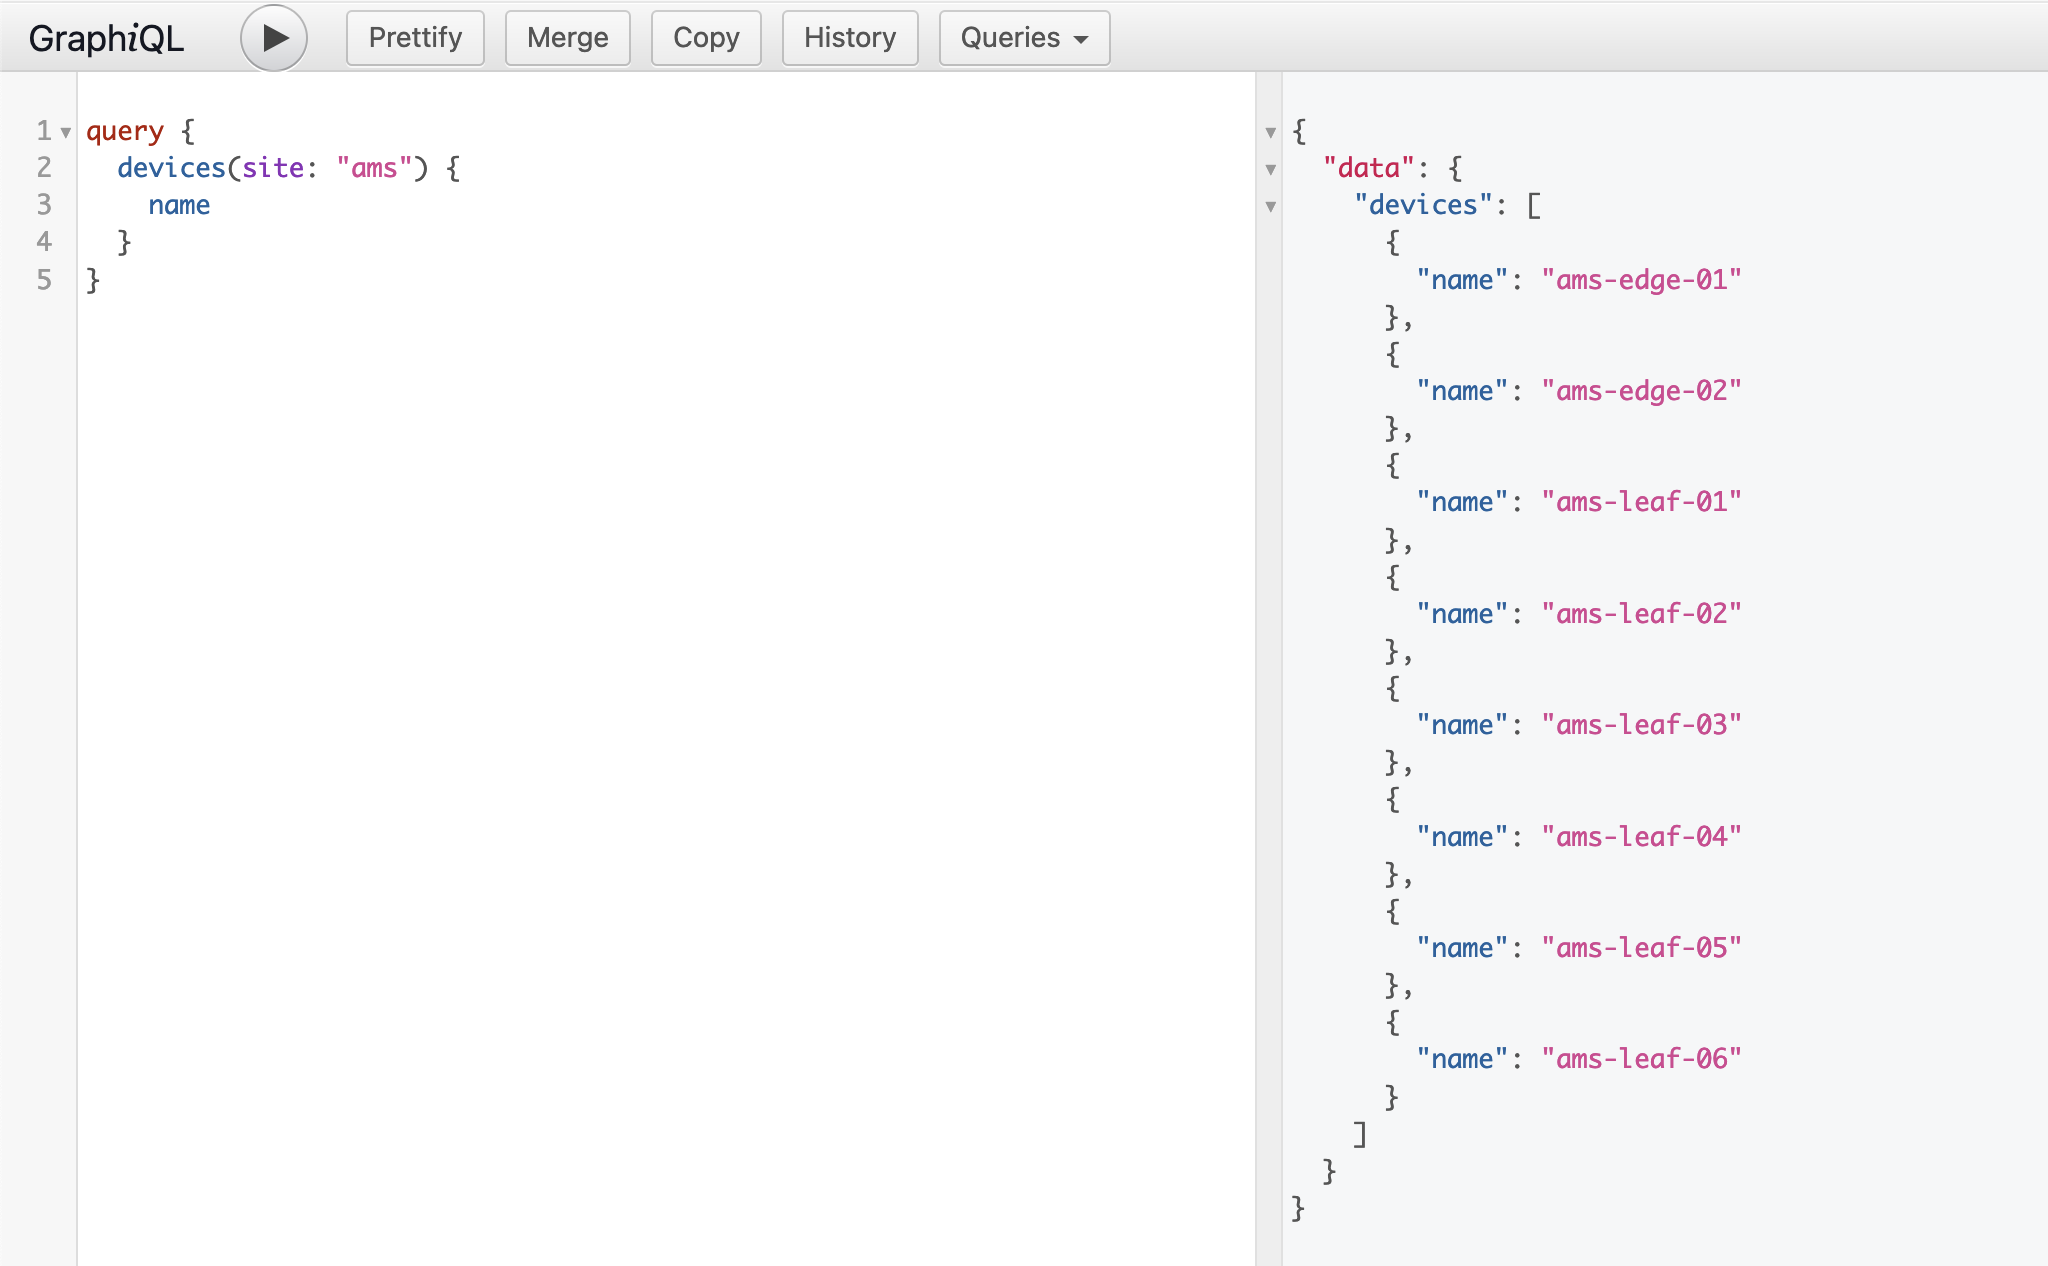 GraphiQL Prettify Merge Copy History Queries
1 query {
2   devices(site: "ams") {
3     name
4   }
5 }
{
  "data": {
    "devices": [
      {
        "name": "ams-edge-01"
      },
      {
        "name": "ams-edge-02"
      },
      {
        "name": "ams-leaf-01"
      },
      {
        "name": "ams-leaf-02"
      },
      {
        "name": "ams-leaf-03"
      },
      {
        "name": "ams-leaf-04"
      },
      {
        "name": "ams-leaf-05"
      },
      {
        "name": "ams-leaf-06"
      }
    ]
  }
}